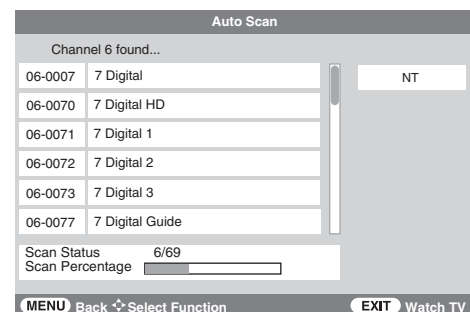 Auto Scan
Channel 6 found...
06-0007 7 Digital
NT
06-0070 7 Digital HD
06-0071 7 Digital 1
06-0072 7 Digital 2
06-0073 7 Digital 3
06-0077 7 Digital Guide
Scan Status 6/69
Scan Percentage
MENU Back Select Function EXIT Watch TV